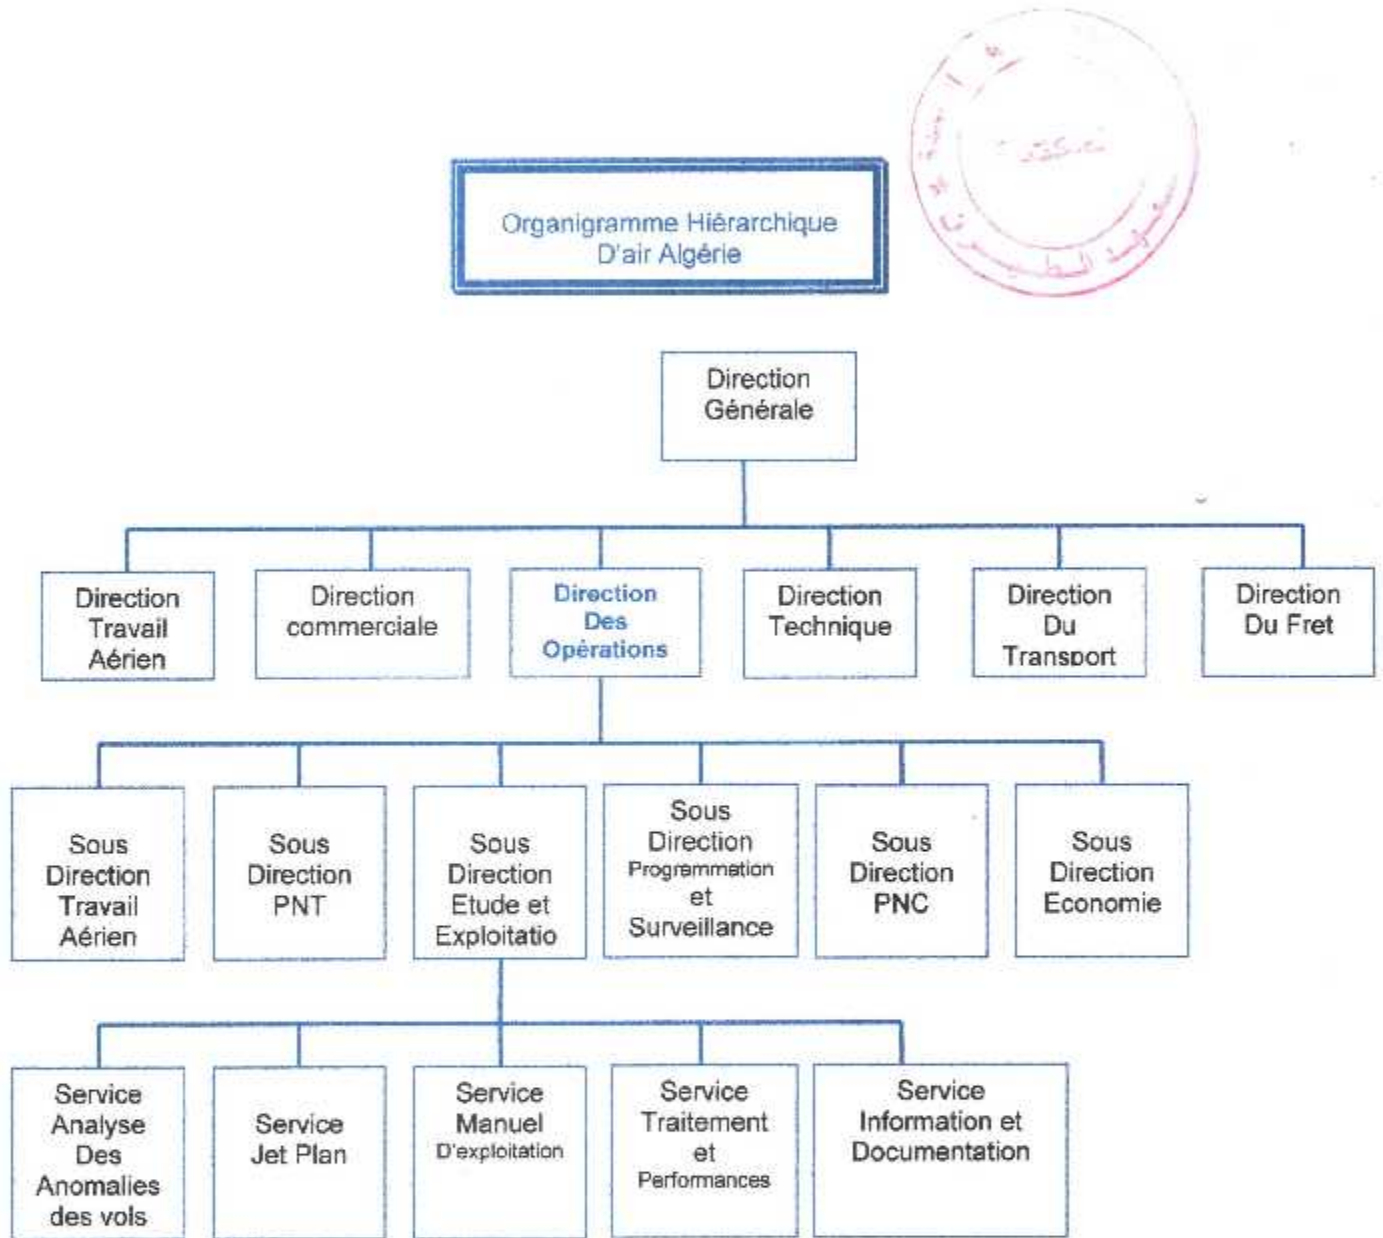 Organigramme Hiérarchique
D'air Algérie
Direction
Générale
Direction
Travail
Aérien
Direction
commerciale
Direction
Des
Opérations
Direction
Technique
Direction
Du
Transport
Direction
Du Fret
Sous
Direction
Travail
Aérien
Sous
Direction
PNT
Sous
Direction
Etude et
Exploitatio
Sous
Direction
Programmation
et
Surveillance
Sous
Direction
PNC
Sous
Direction
Economie
Service
Analyse
Des
Anomalies
des vols
Service
Jet Plan
Service
Manuel
D'exploitation
Service
Traitement
et
Performances
Service
Information et
Documentation